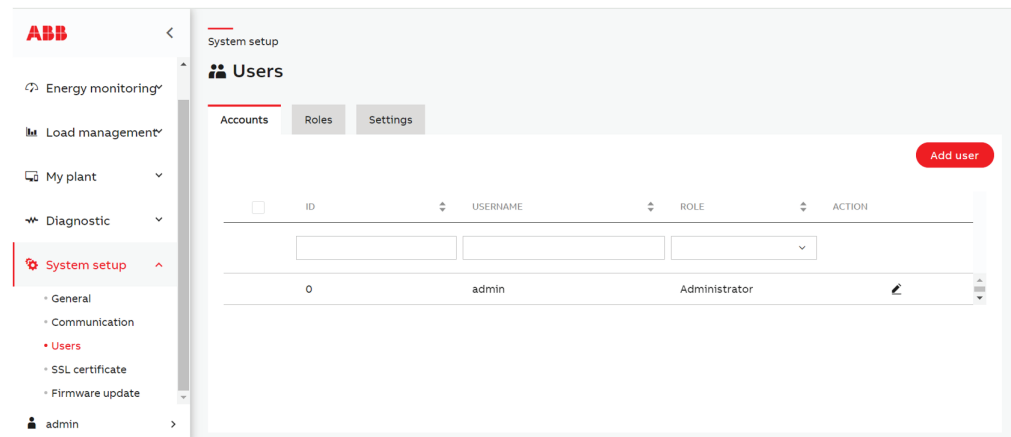 ABB
Energy monitoring
Load management
My plant
Diagnostic
System setup
General
Communication
Users
SSL certificate
Firmware update
admin
System setup
Users
Accounts Roles Settings
Add user
ID USERNAME ROLE ACTION
0 admin Administrator